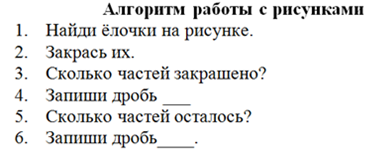 Алгоритм работы с рисунками
1. Найди ёлочки на рисунке.
2. Закрась их.
3. Сколько частей закрашено?
4. Запиши дробь ___
5. Сколько частей осталось?
6. Запиши дробь____.